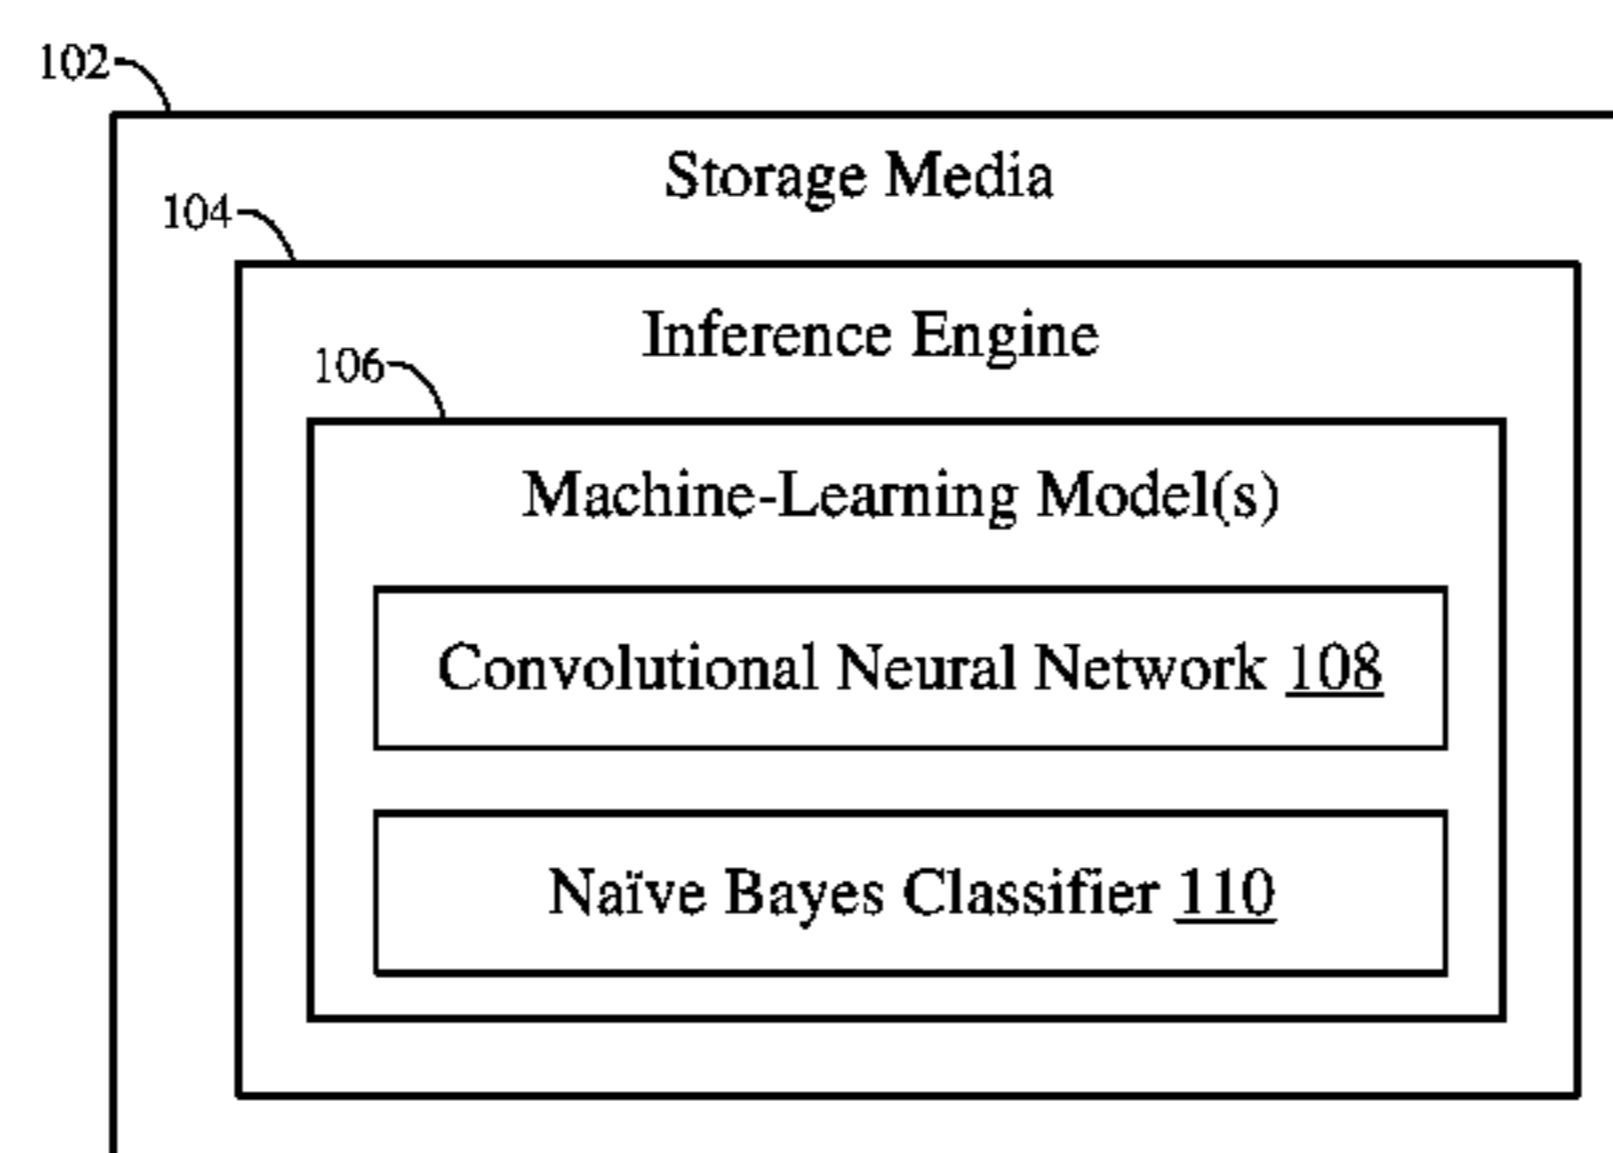 102
Storage Media
104
Inference Engine
106
Machine-Learning Model(s)
Convolutional Neural Network 108
Naïve Bayes Classifier 110